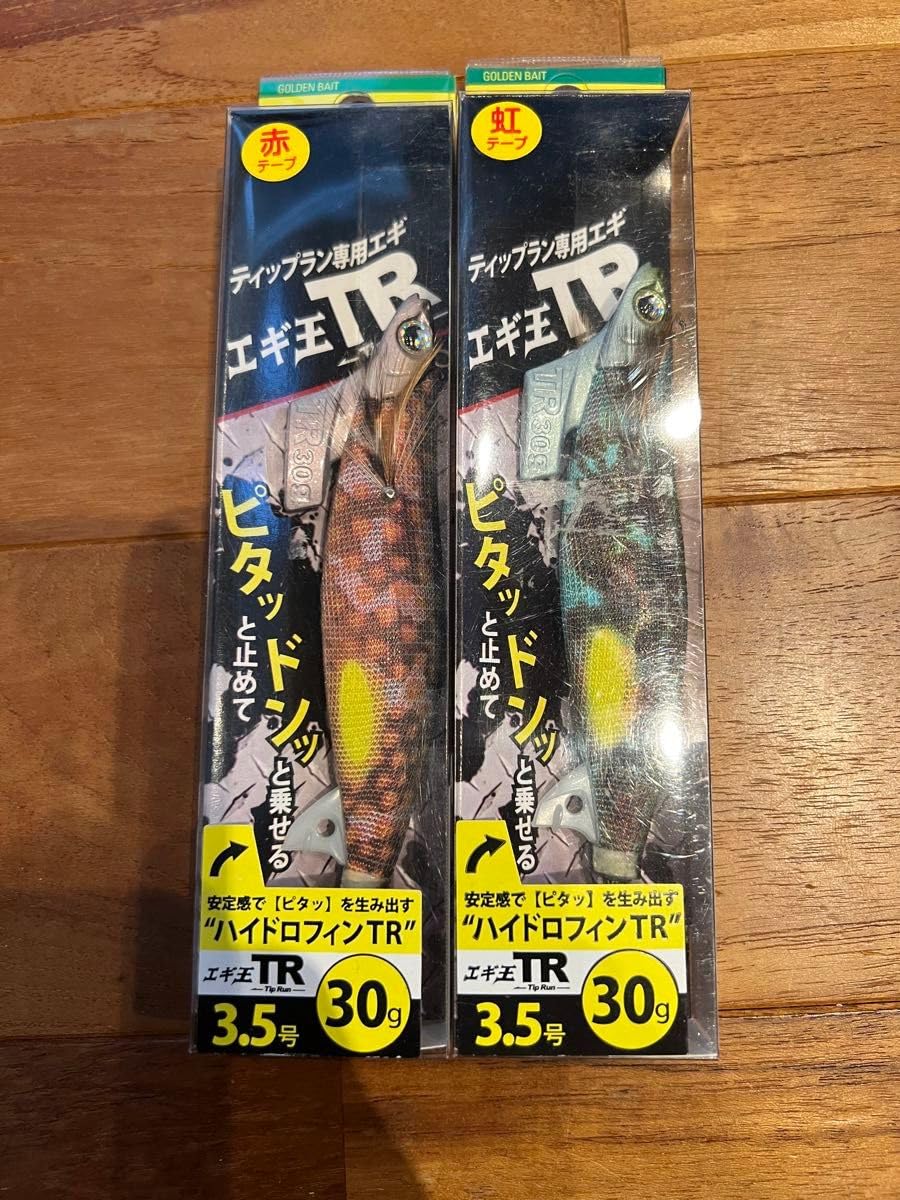 GOLDEN BAIT
赤
テープ
ティップラン専用エギ
エギ王TR
TR30g
ピタッ
と止めて
ドンッ
と乗せる
安定感で【ピタッ】を生み出す
“ハイドロフィンTR”
エギ王TR
Tip Run
3.5号
30g
GOLDEN BAIT
虹
テープ
ティップラン専用エギ
エギ王TR
TR30g
ピタッ
と止めて
ドンッ
と乗せる
安定感で【ピタッ】を生み出す
“ハイドロフィンTR”
エギ王TR
Tip Run
3.5号
30g